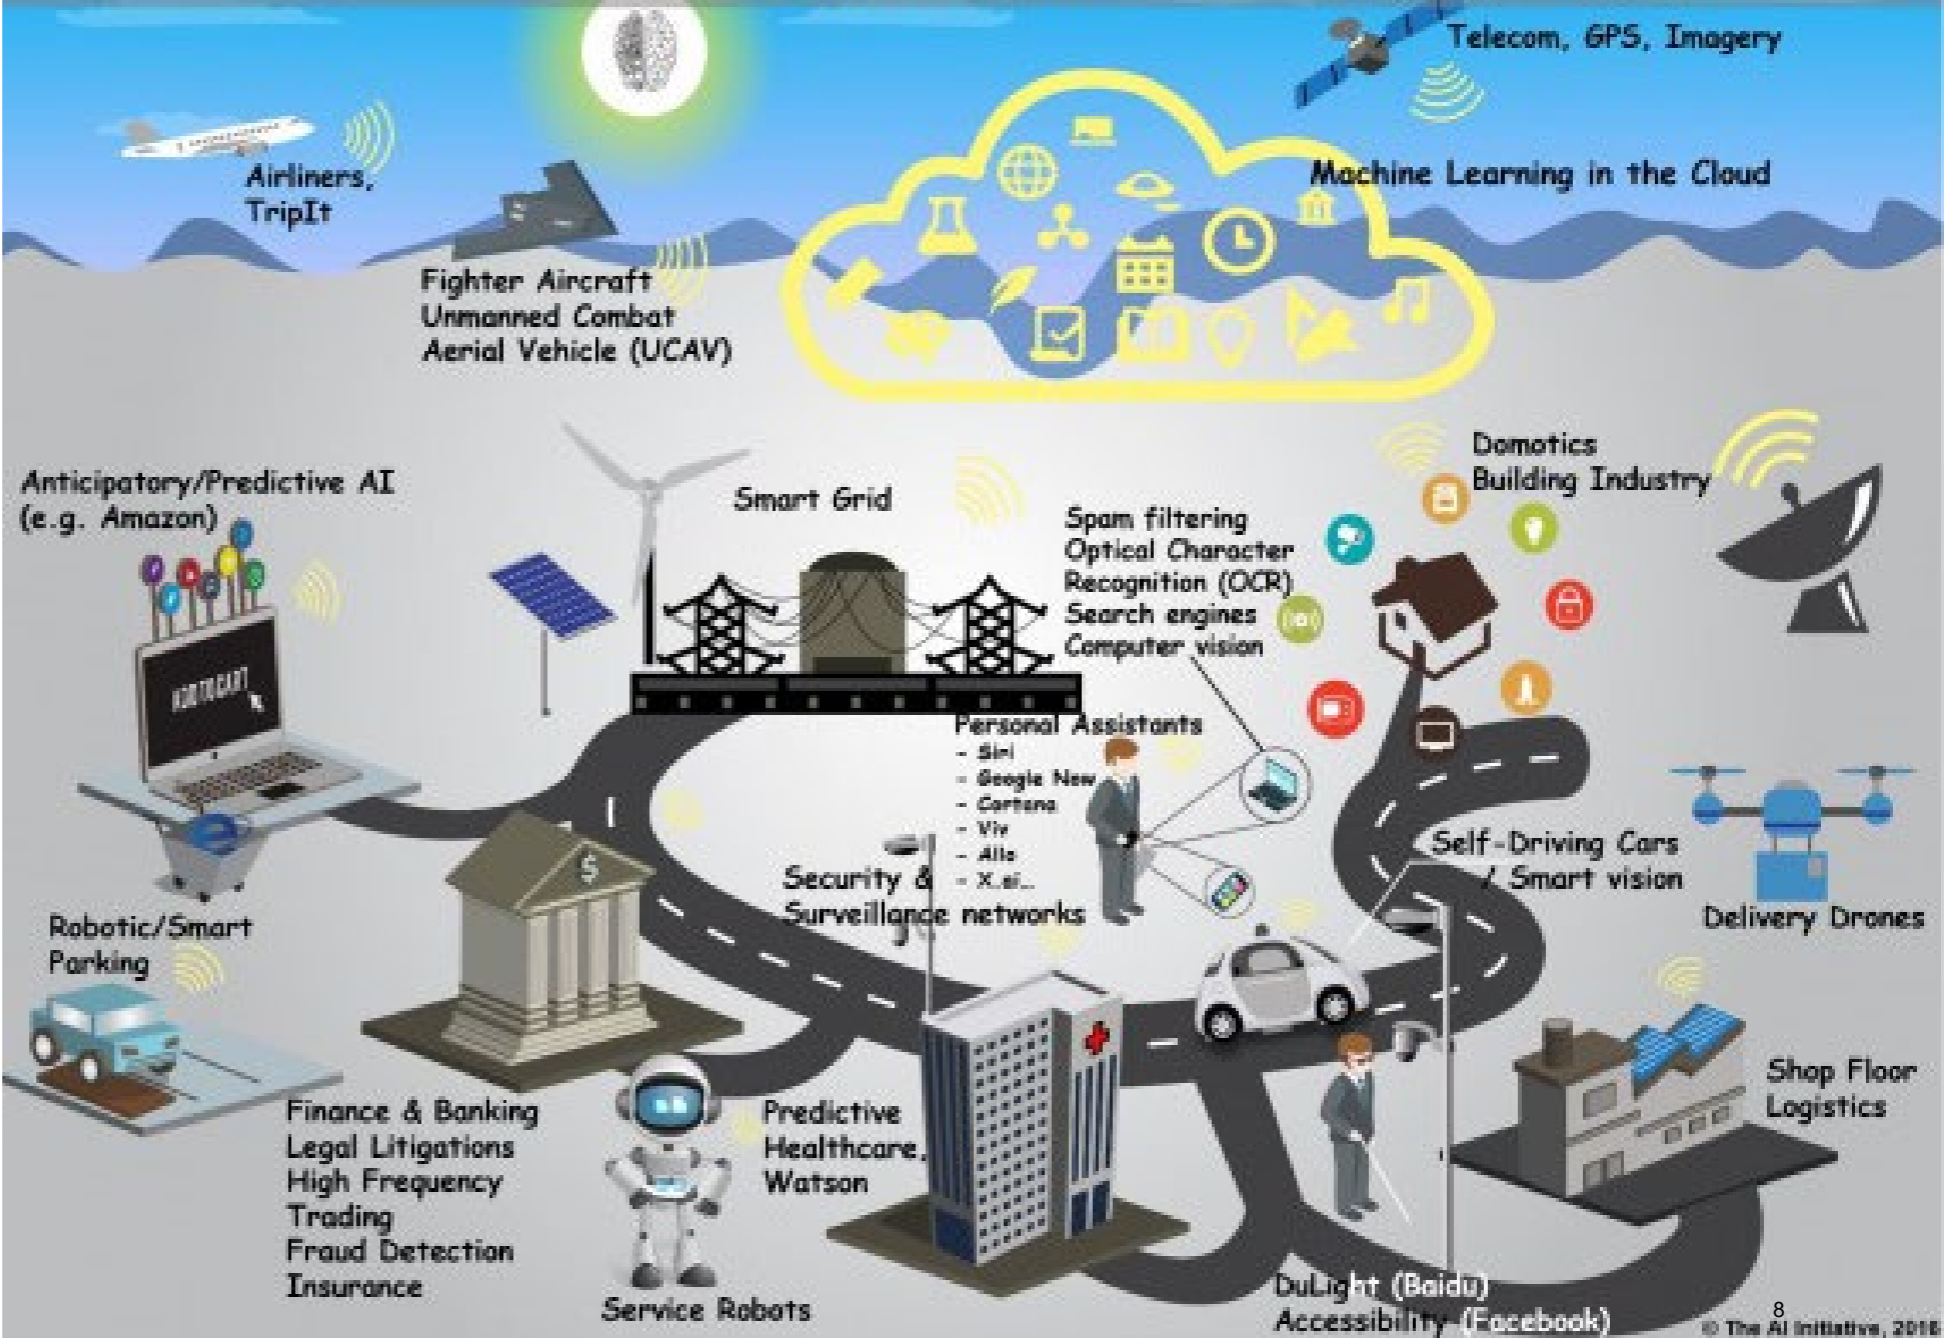 Telecom, GPS, Imagery
Airliners,
TripIt
Machine Learning in the Cloud
Fighter Aircraft
Unmanned Combat
Aerial Vehicle (UCAV)
Domotics
Building Industry
Anticipatory/Predictive AI
(e.g. Amazon)
Smart Grid
Spam filtering
Optical Character
Recognition (OCR)
Search engines
Computer vision
ADD TO CART
Personal Assistants
- Siri
- Google Now
- Cortana
- Viv
- Allo
- X.ai...
Security &
Surveillance networks
Self-Driving Cars
/ Smart vision
Delivery Drones
Robotic/Smart
Parking
$
Shop Floor
Logistics
Finance & Banking
Legal Litigations
High Frequency
Trading
Fraud Detection
Insurance
Predictive
Healthcare,
Watson
Service Robots
DuLight (Baidu)
Accessibility (Facebook)
8
© The AI Initiative, 2016